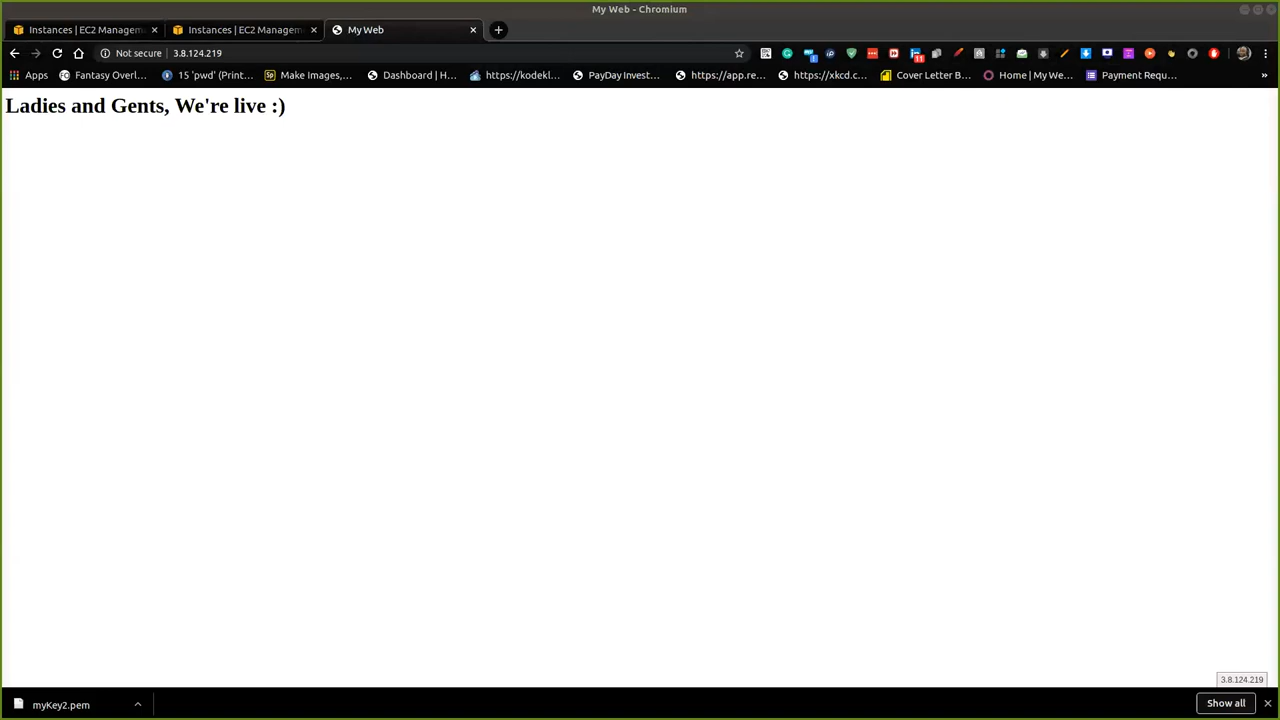 My Web - Chromium
Instances | EC2 Managem
Instances | EC2 Managem
My Web
Not secure
3.8.124.219
11
Apps
Fantasy Overl...
15 'pwd' (Print...
Make Images,...
Dashboard | H...
https://kodekl...
PayDay Invest...
https://app.re...
https://xkcd.c...
Cover Letter B...
Home | My We...
Payment Requ...
»
Ladies and Gents, We're live :)
3.8.124.219
myKey2.pem
Show all